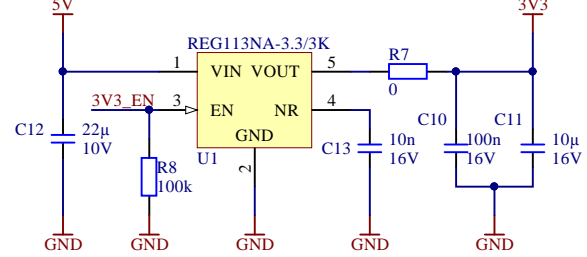 5V
3V3
REG113NA-3.3/3K
1
VIN
VOUT
5
R7
0
3V3_EN
3
EN
NR
4
C12
22µ
10V
GND
U1
2
R8
100k
C13
10n
16V
C10
100n
16V
C11
10µ
16V
GND
GND
GND
GND
GND